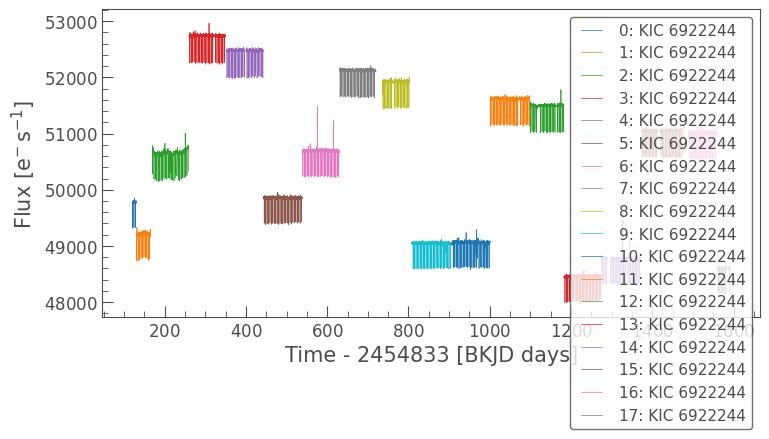 53000
52000
51000
50000
49000
48000
Flux [e⁻ s⁻¹]
200
400
600
800
1000
1200
1400
1600
Time - 2454833 [BKJD days]
0: KIC 6922244
1: KIC 6922244
2: KIC 6922244
3: KIC 6922244
4: KIC 6922244
5: KIC 6922244
6: KIC 6922244
7: KIC 6922244
8: KIC 6922244
9: KIC 6922244
10: KIC 6922244
11: KIC 6922244
12: KIC 6922244
13: KIC 6922244
14: KIC 6922244
15: KIC 6922244
16: KIC 6922244
17: KIC 6922244